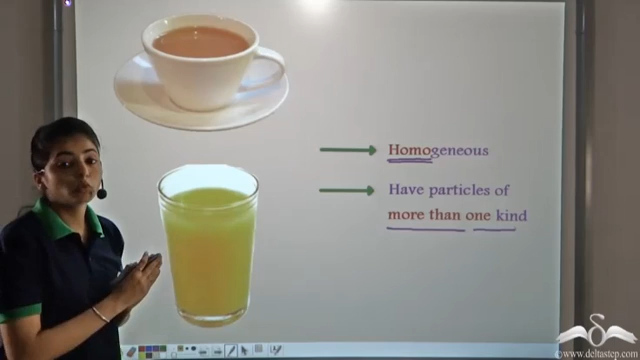 Homogeneous
Have particles of
more than one kind
©www.deltastep.com